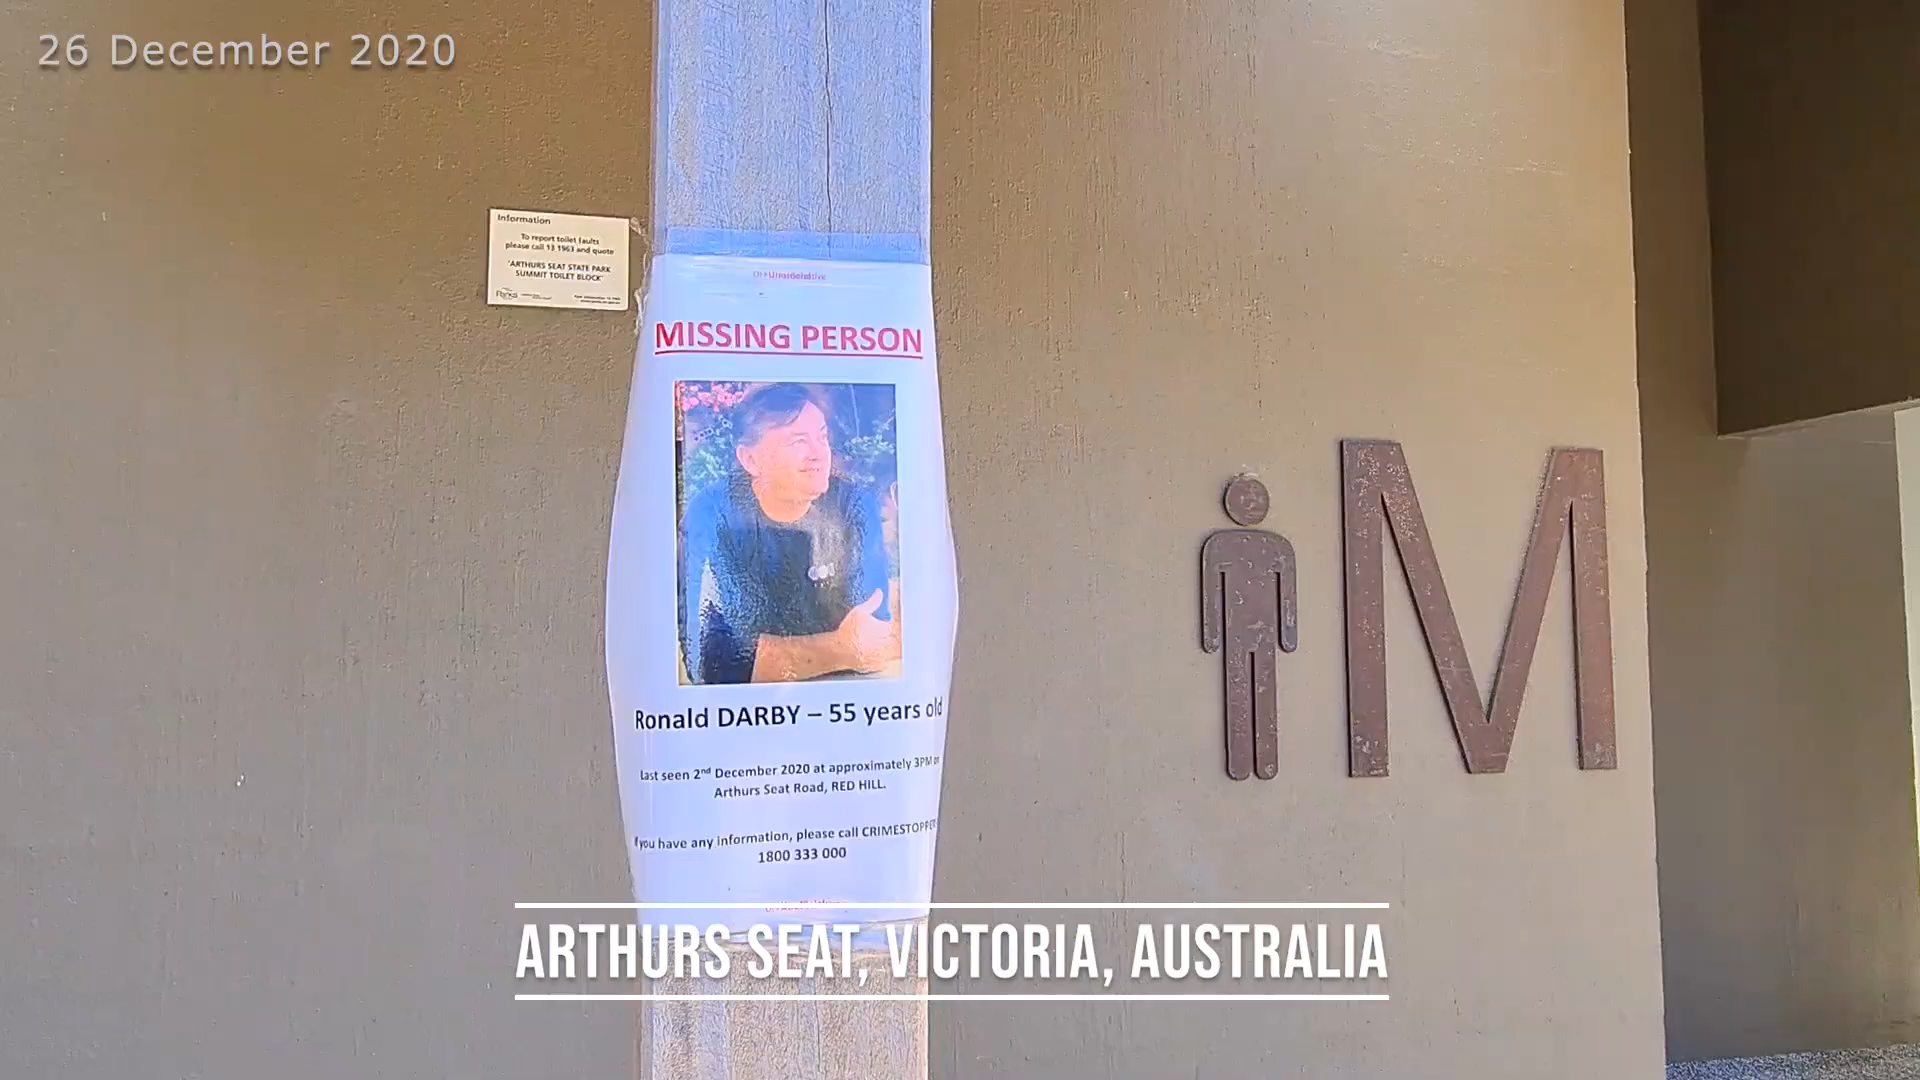 26 December 2020
Information
To report toilet faults
please call 13 1963 and quote
"ARTHURS SEAT STATE PARK
SUMMIT TOILET BLOCK"
Parks
MISSING PERSON
Ronald DARBY – 55 years old
Last seen 2nd December 2020 at approximately 3PM on
Arthurs Seat Road, RED HILL.
If you have any information, please call CRIMESTOPPE
1800 333 000
M
ARTHURS SEAT, VICTORIA, AUSTRALIA